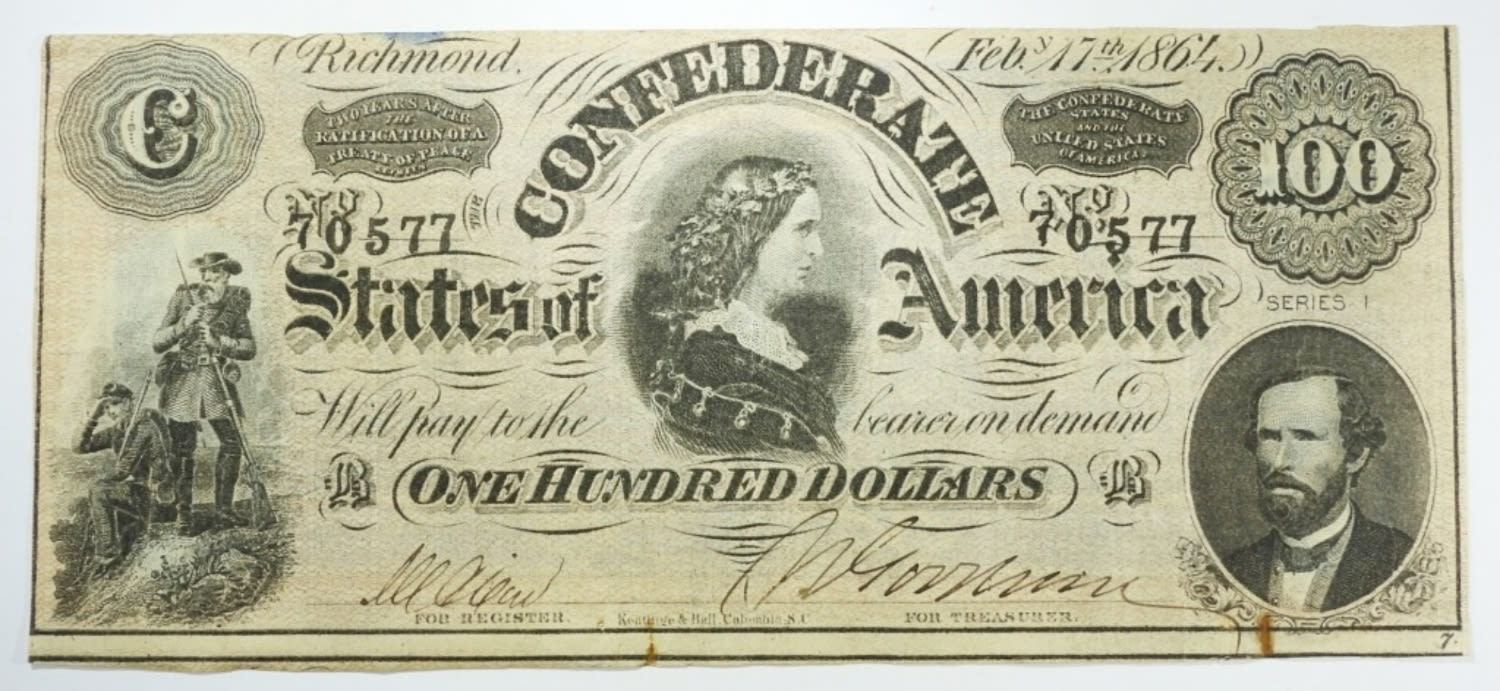 Richmond, Feby. 17th. 1864.
C
TWO YEARS AFTER
THE
RATIFICATION OF A
TREATY OF PEACE
BETWEEN
CONFEDERATE
THE CONFEDERATE
STATES
AND THE
UNITED STATES
OF AMERICA,
100
No 70577
No 70577
States of America
SERIES 1
Will pay to the bearer on demand
B ONE HUNDRED DOLLARS B
FOR REGISTER. Keatinge & Ball, Columbia, S.C FOR TREASURER.
7.